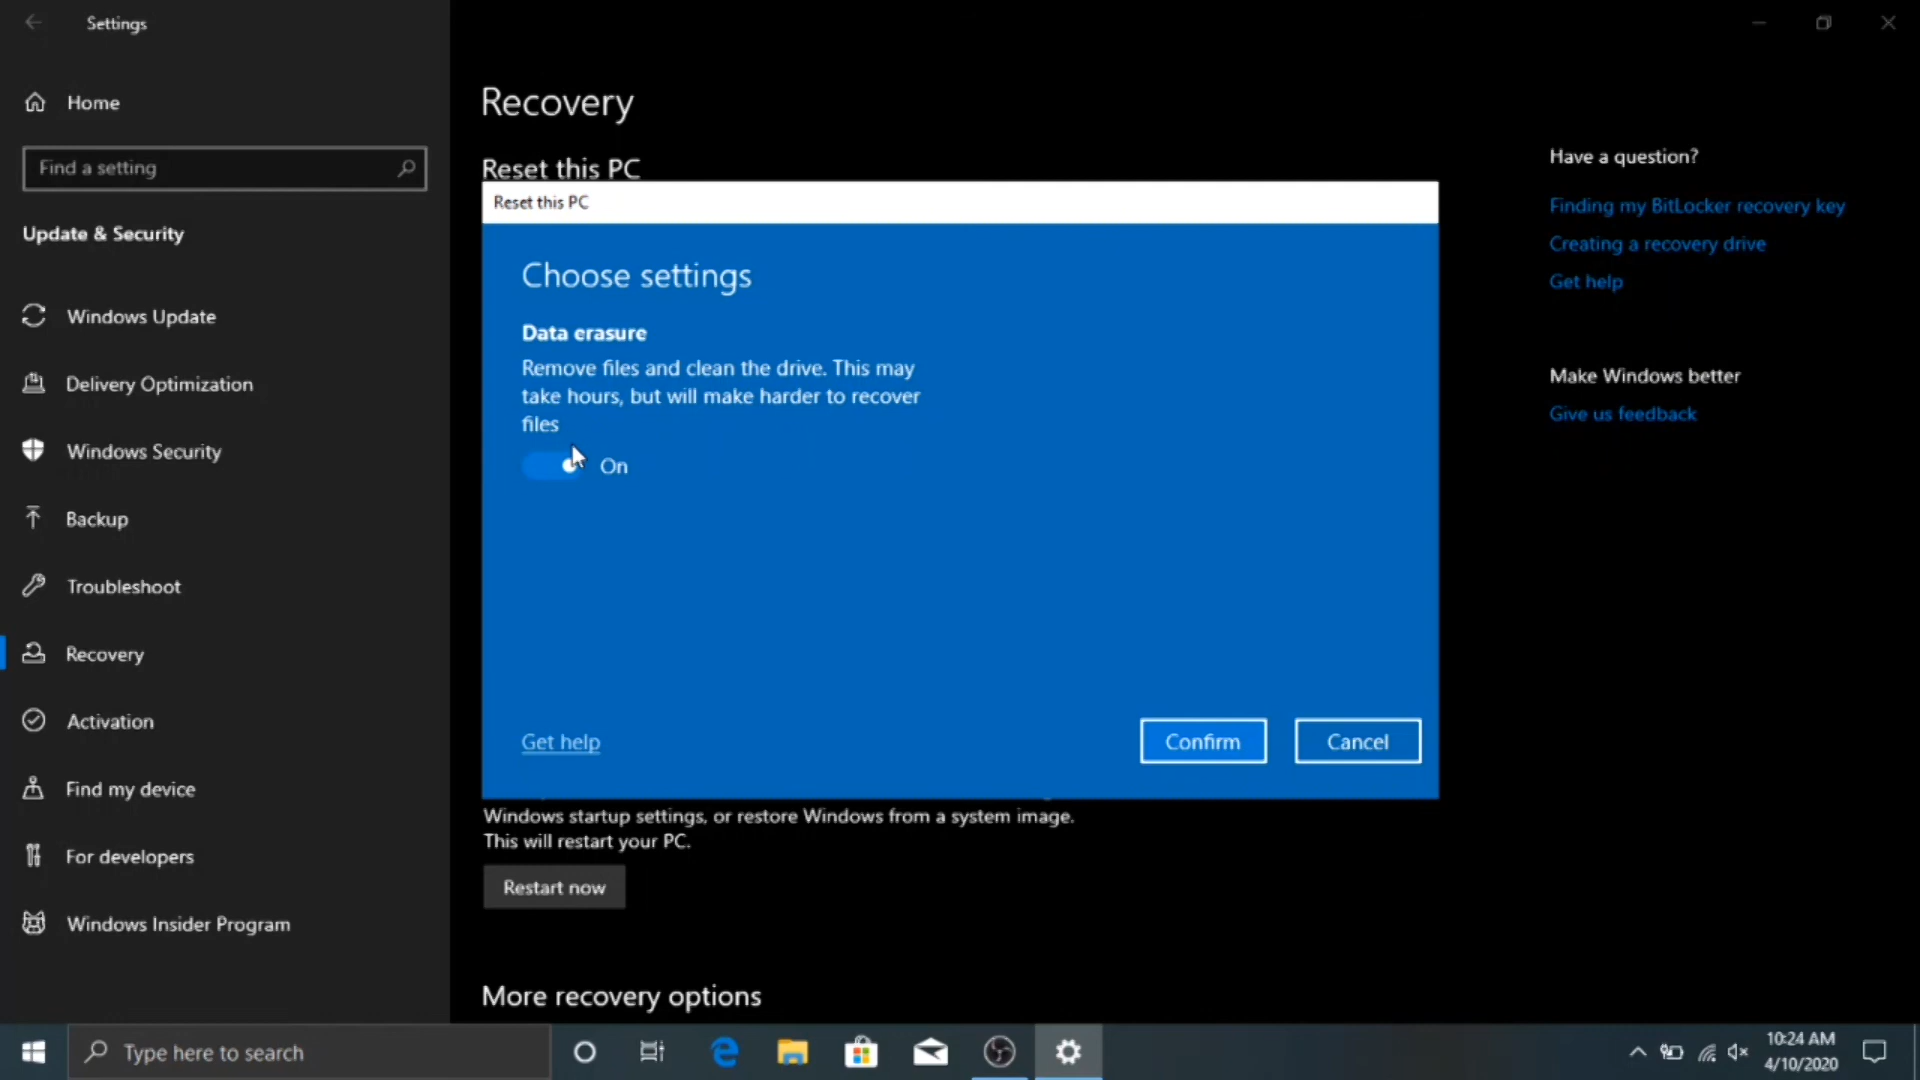 Settings
Home
Find a setting
Update & Security
Windows Update
Delivery Optimization
Windows Security
Backup
Troubleshoot
Recovery
Activation
Find my device
For developers
Windows Insider Program
Recovery
Reset this PC
Reset this PC
Choose settings
Data erasure
Remove files and clean the drive. This may
take hours, but will make harder to recover
files
On
Get help
Confirm
Cancel
Windows startup settings, or restore Windows from a system image.
This will restart your PC.
Restart now
More recovery options
Have a question?
Finding my BitLocker recovery key
Creating a recovery drive
Get help
Make Windows better
Give us feedback
Type here to search
10:24 AM
4/10/2020